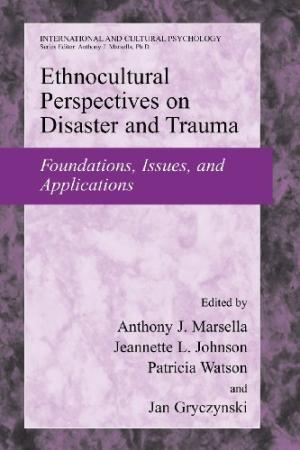 INTERNATIONAL AND CULTURAL PSYCHOLOGY
Series Editor: Anthony J. Marsella, Ph.D.
Ethnocultural
Perspectives on
Disaster and Trauma
Foundations, Issues, and
Applications
Edited by
Anthony J. Marsella
Jeannette L. Johnson
Patricia Watson
and
Jan Gryczynski